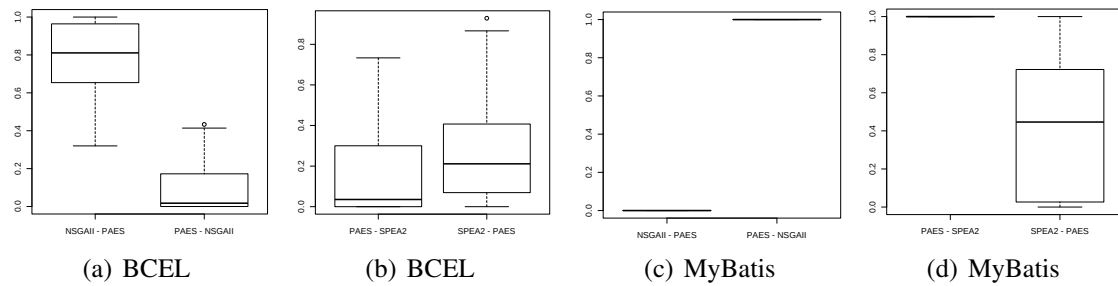 1.0
0.8
0.6
0.4
0.2
0.0
NSGAII - PAES PAES - NSGAII
(a) BCEL
0.8
0.6
0.4
0.2
0.0
PAES - SPEA2 SPEA2 - PAES
(b) BCEL
1.0
0.8
0.6
0.4
0.2
0.0
NSGAII - PAES PAES - NSGAII
(c) MyBatis
1.0
0.8
0.6
0.4
0.2
0.0
PAES - SPEA2 SPEA2 - PAES
(d) MyBatis